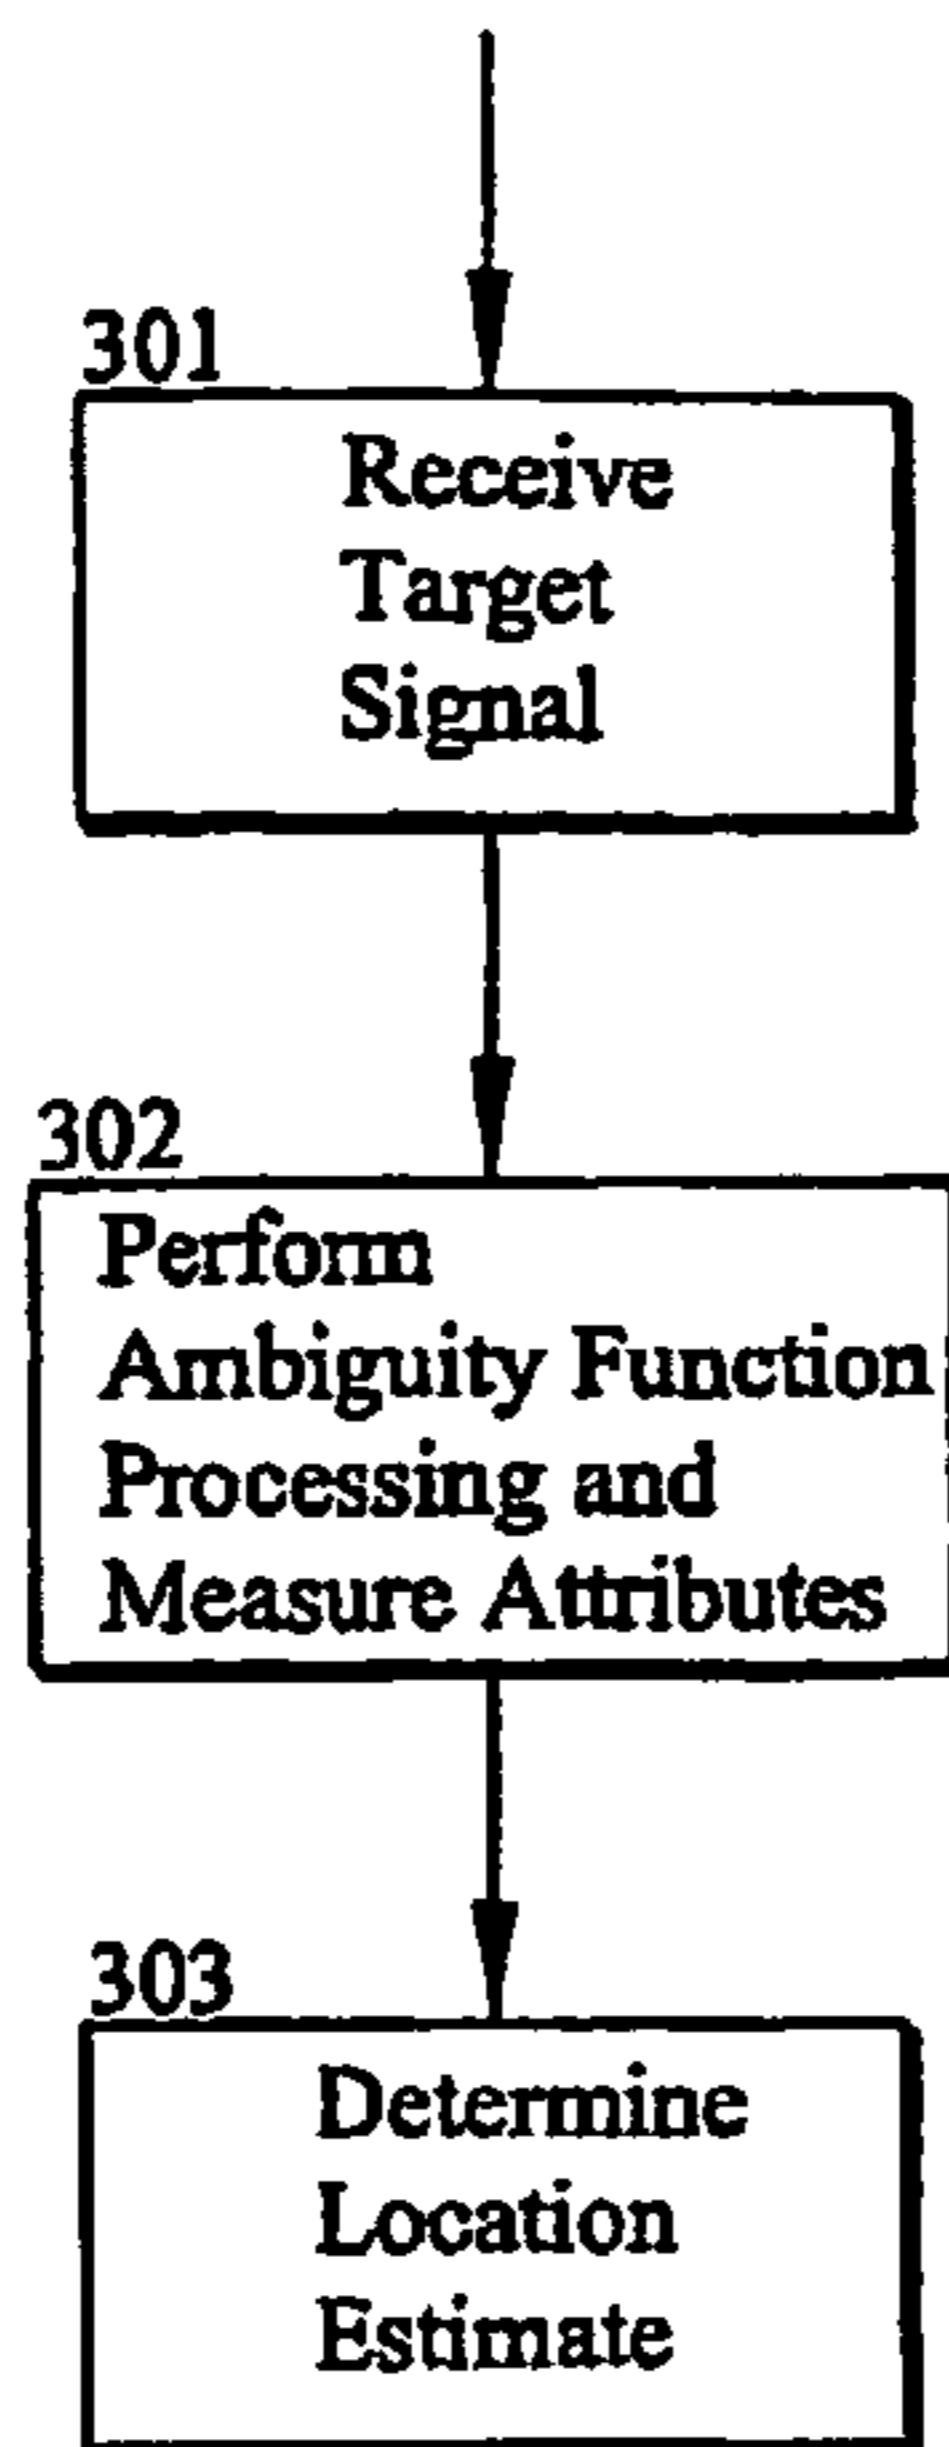 301
Receive
Target
Signal
302
Perform
Ambiguity Function
Processing and
Measure Attributes
303
Determine
Location
Estimate